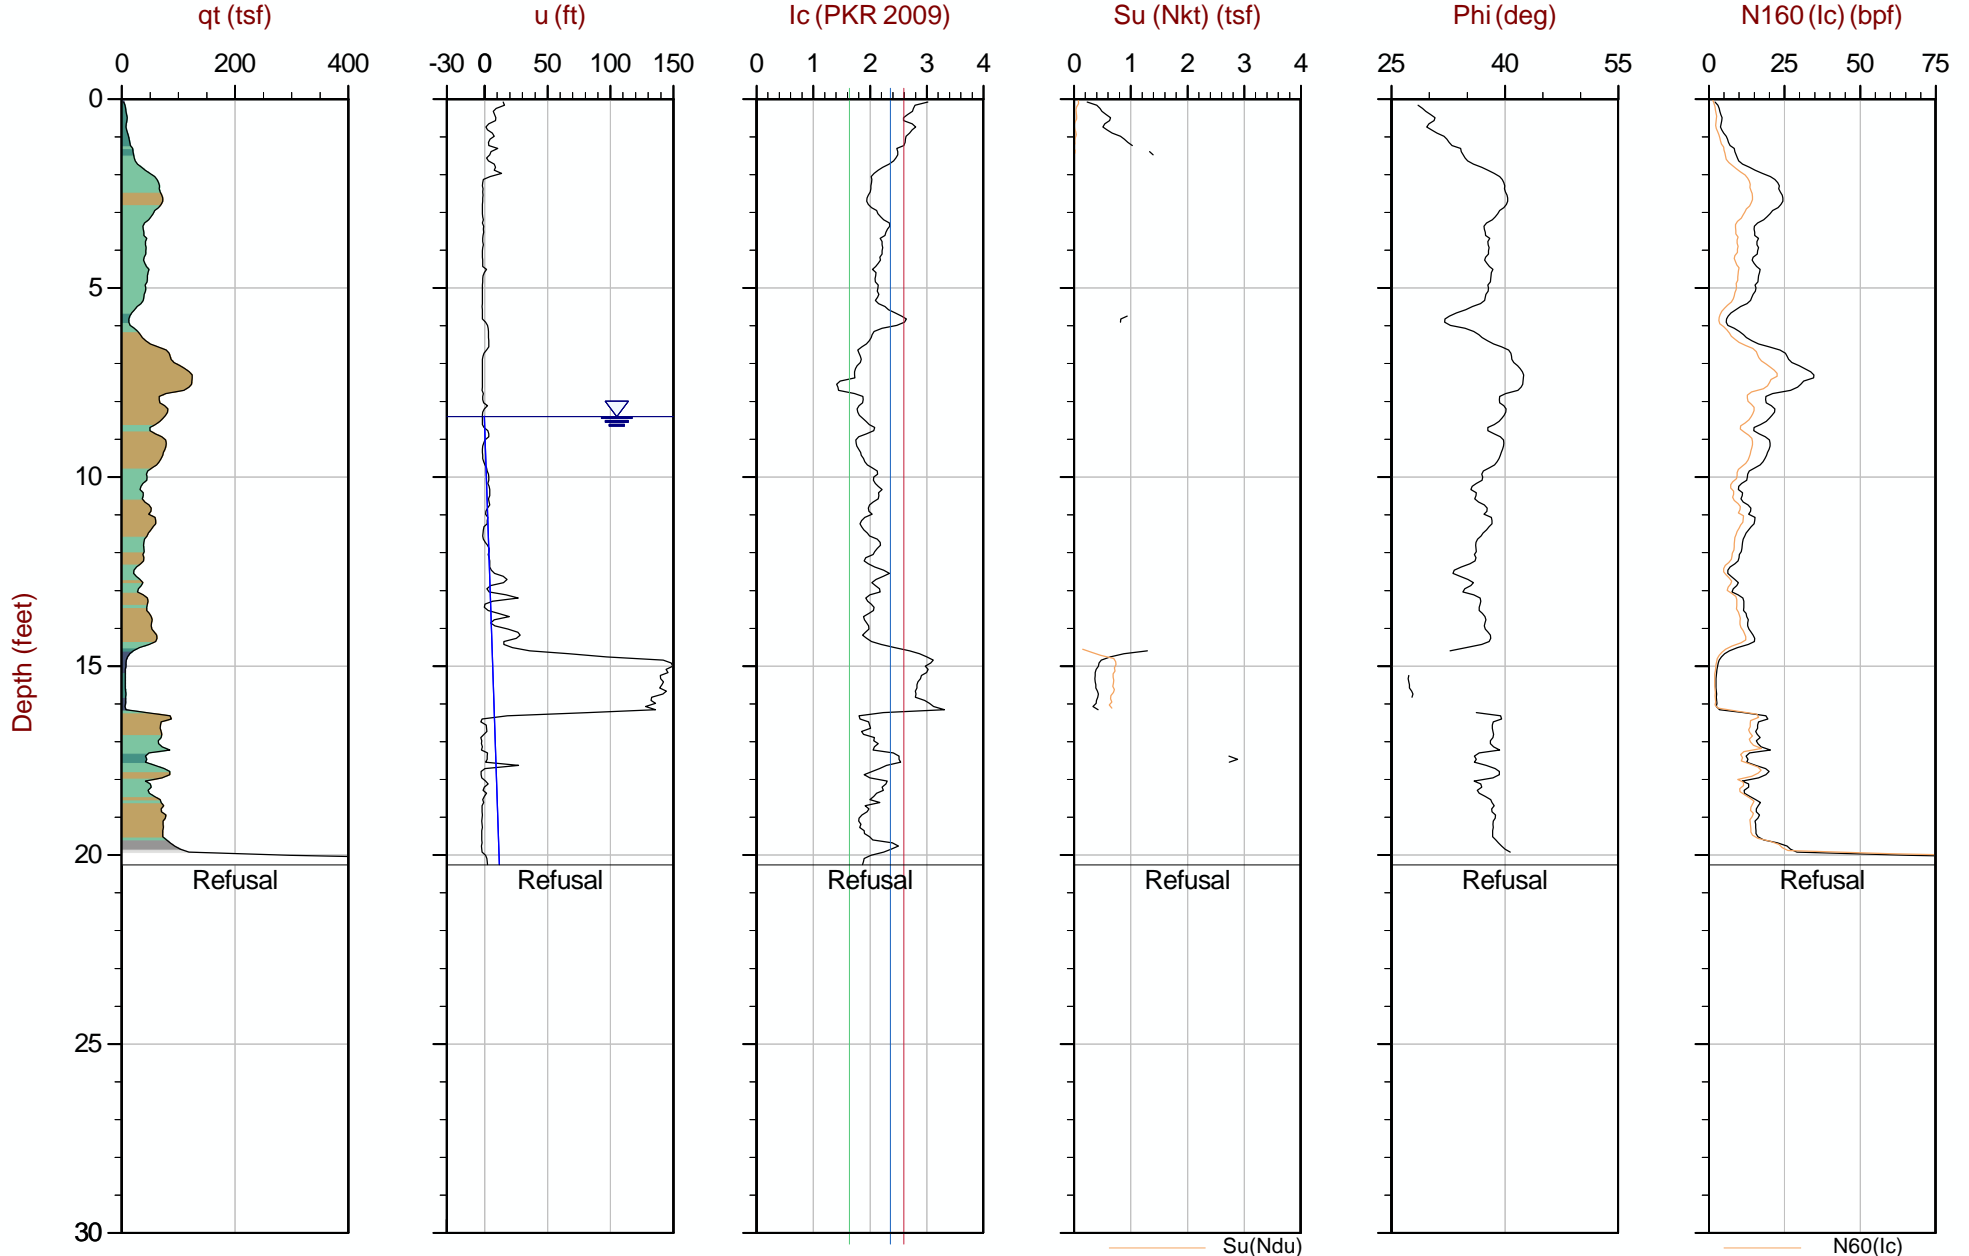 qt (tsf) u (ft) Ic (PKR 2009) Su (Nkt) (tsf) Phi (deg) N160 (Ic) (bpf)
0 200 400 -30 0 50 100 150 0 1 2 3 4 0 1 2 3 4 25 40 55 0 25 50 75
0
5
10
15
20
25
30
Depth (feet)
Refusal Refusal Refusal Refusal Refusal Refusal
Su(Ndu) N60(Ic)